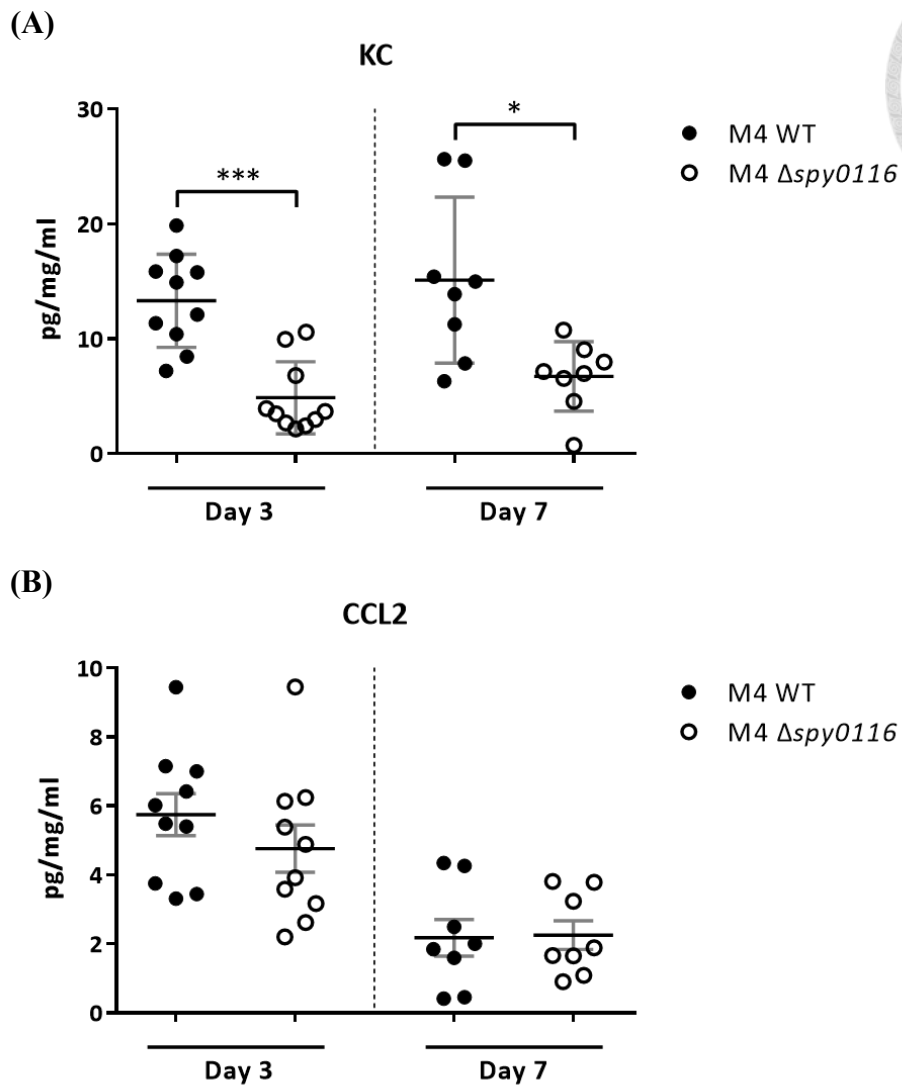 (A)
KC
30
20
10
0
pg/mg/ml
***
*
M4 WT
M4 Δspy0116
Day 3
Day 7
(B)
CCL2
10
8
6
4
2
0
pg/mg/ml
M4 WT
M4 Δspy0116
Day 3
Day 7